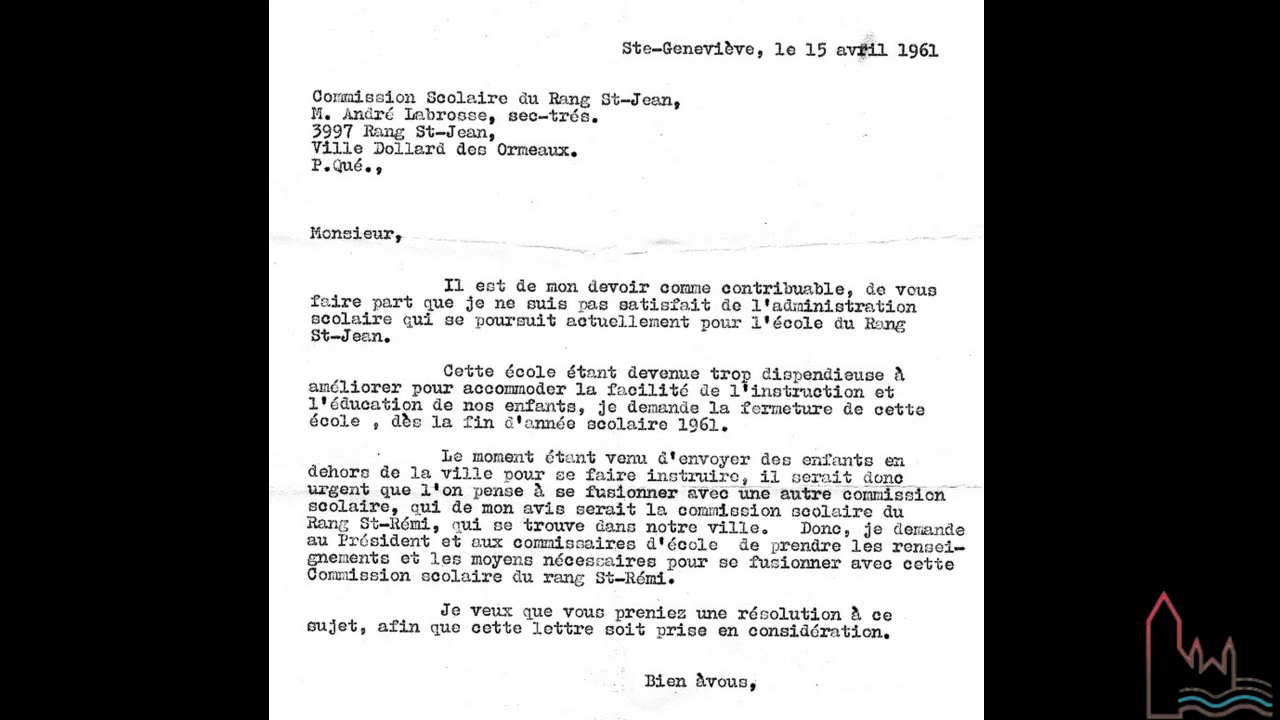 Ste-Geneviève, le 15 avril 1961
Commission Scolaire du Rang St-Jean,
M. André Labrosse, sec-trés.
3997 Rang St-Jean,
Ville Dollard des Ormeaux.
P.Qué.,
Monsieur,
Il est de mon devoir comme contribuable, de vous
faire part que je ne suis pas satisfait de l'administration
scolaire qui se poursuit actuellement pour l'école du Rang
St-Jean.
Cette école étant devenue trop dispendieuse à
améliorer pour accommoder la facilité de l'instruction et
l'éducation de nos enfants, je demande la fermeture de cette
école , dès la fin d'année scolaire 1961.
Le moment étant venu d'envoyer des enfants en
dehors de la ville pour se faire instruire, il serait donc
urgent que l'on pense à se fusionner avec une autre commission
scolaire, qui de mon avis serait la commission scolaire du
Rang St-Rémi, qui se trouve dans notre ville. Donc, je demande
au Président et aux commissaires d'école de prendre les rensei-
gnements et les moyens nécessaires pour se fusionner avec cette
Commission scolaire du rang St-Rémi.
Je veux que vous preniez une résolution à ce
sujet, afin que cette lettre soit prise en considération.
Bien àvous,